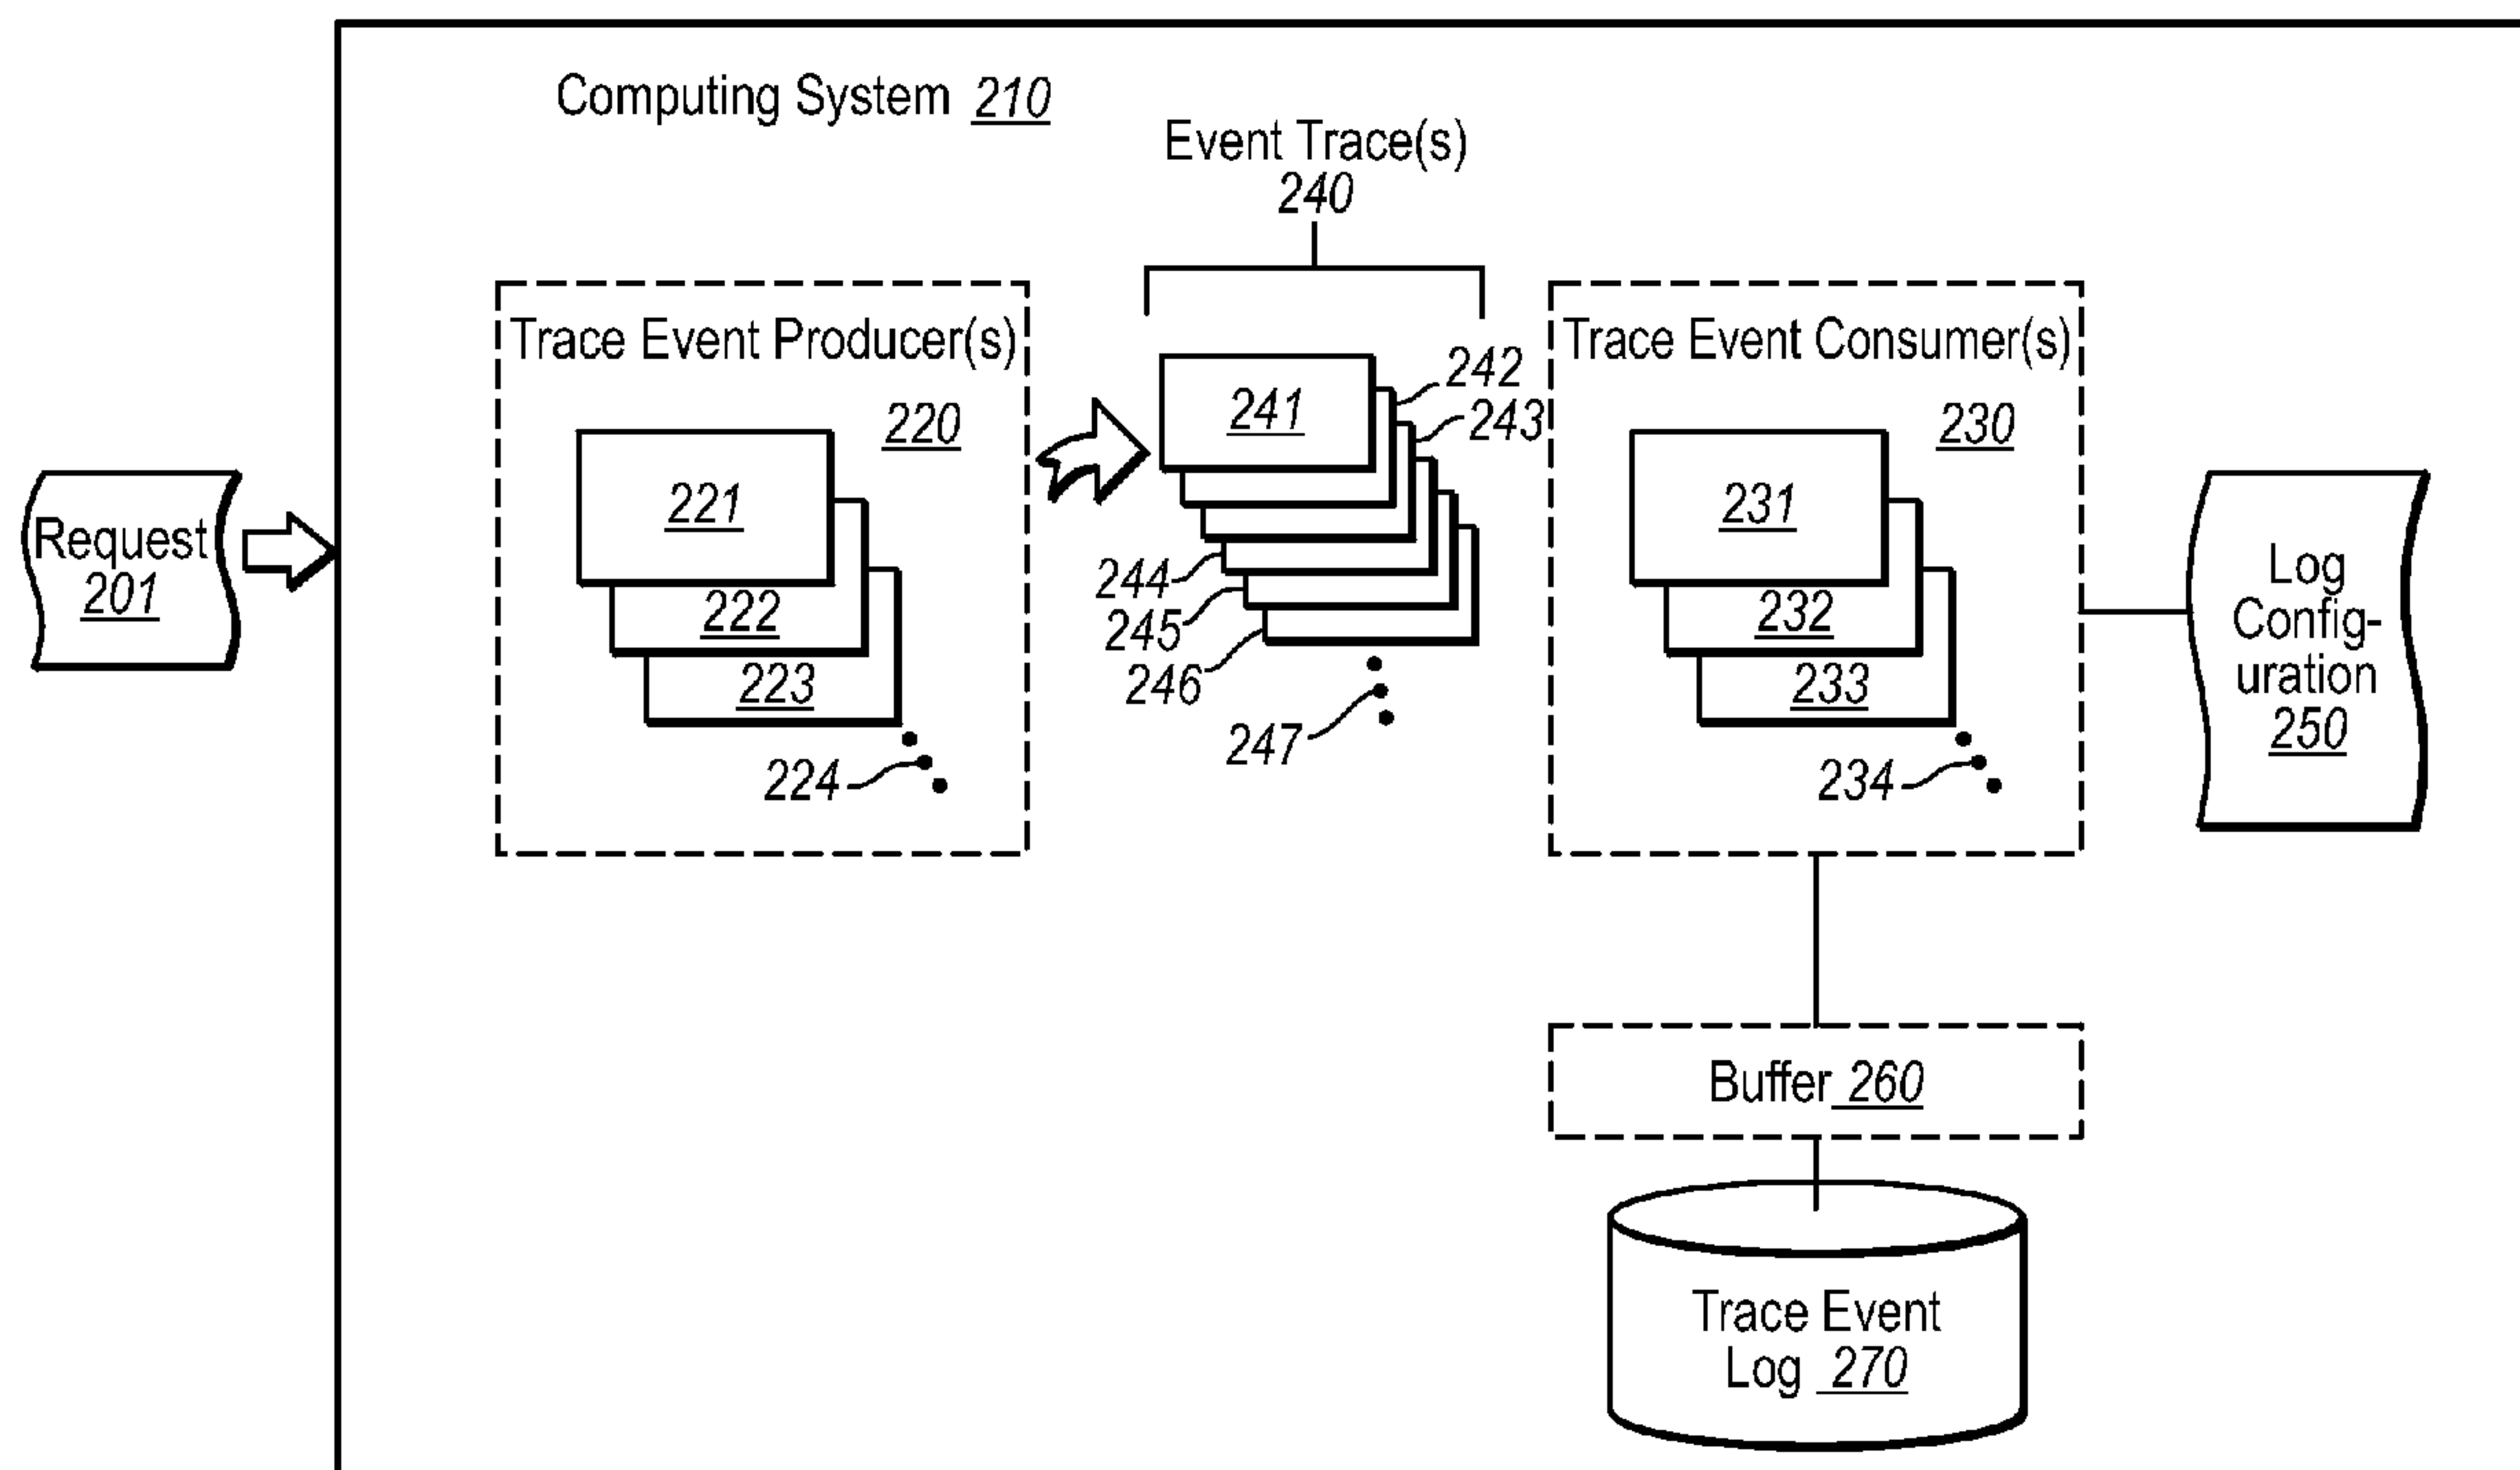 Computing System 210
Event Trace(s)
240
Trace Event Producer(s)
220
221
222
223
224
241
242
243
244
245
246
247
Trace Event Consumer(s)
230
231
232
233
234
Request
201
Log
Config-
uration
250
Buffer 260
Trace Event
Log 270